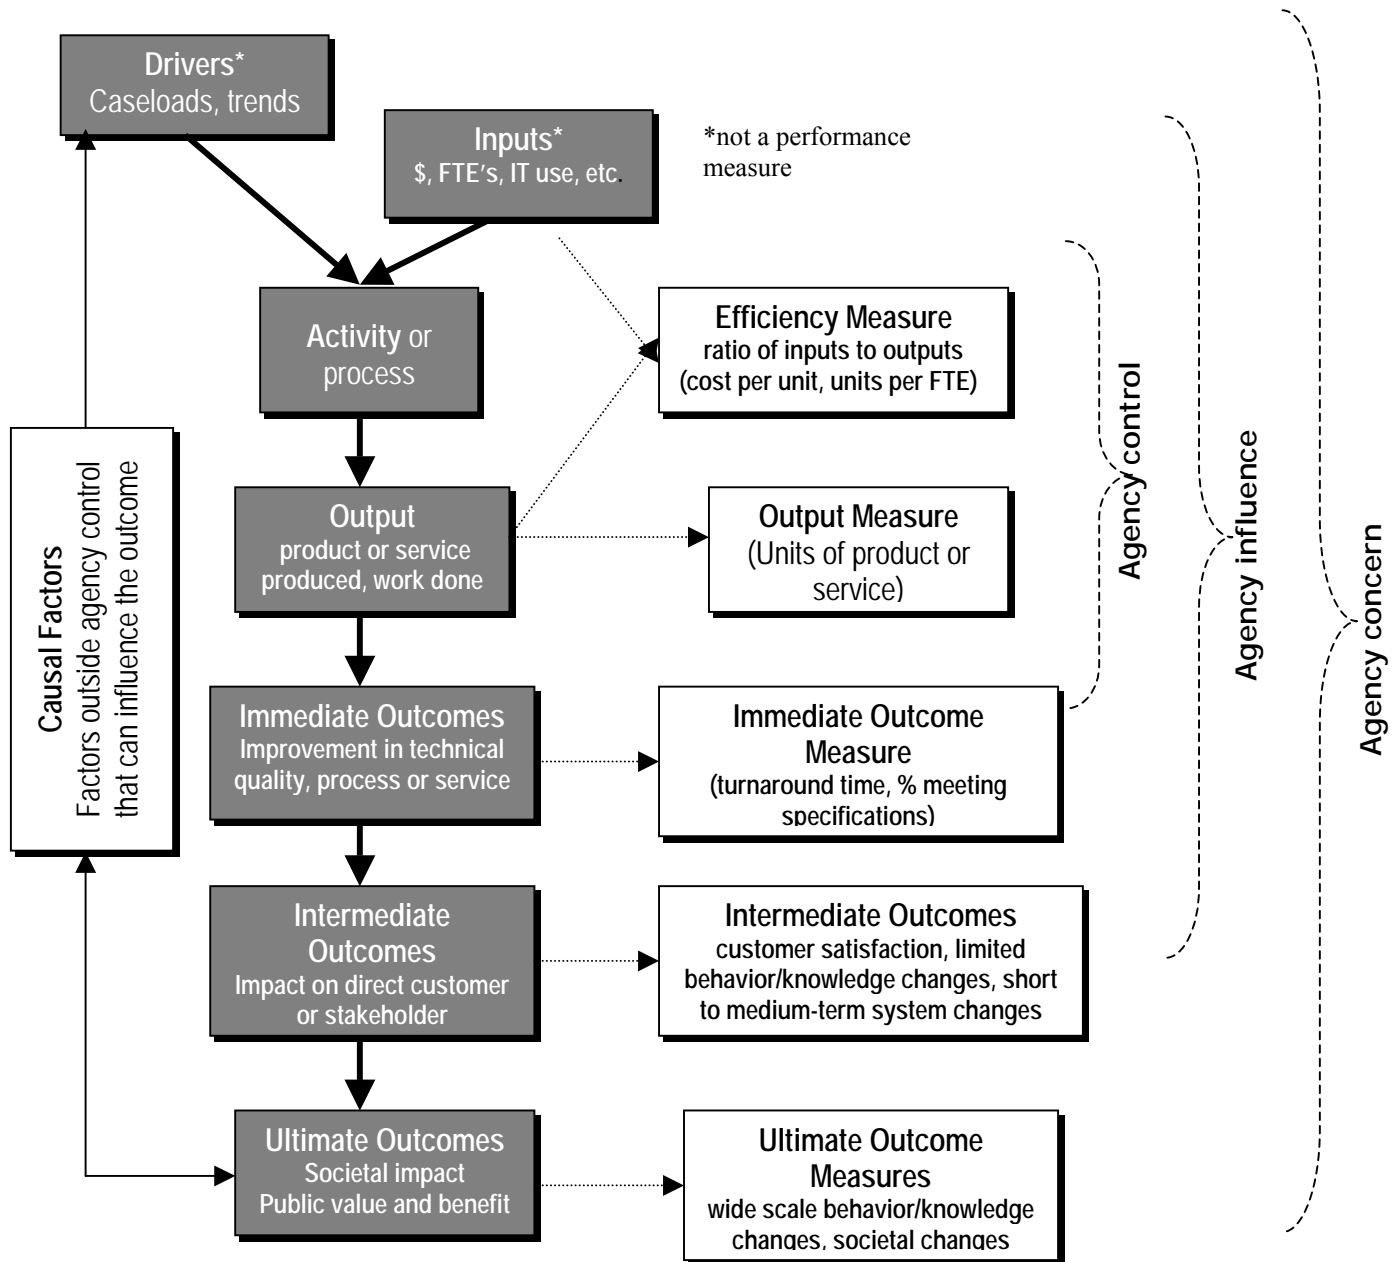 Drivers*
Caseloads, trends
Inputs*
$, FTE's, IT use, etc.
*not a performance
measure
Activity or
process
Efficiency Measure
ratio of inputs to outputs
(cost per unit, units per FTE)
Output
product or service
produced, work done
Output Measure
(Units of product or
service)
Causal Factors
Factors outside agency control
that can influence the outcome
Immediate Outcomes
Improvement in technical
quality, process or service
Immediate Outcome
Measure
(turnaround time, % meeting
specifications)
Intermediate
Outcomes
Impact on direct customer
or stakeholder
Intermediate Outcomes
customer satisfaction, limited
behavior/knowledge changes, short
to medium-term system changes
Ultimate Outcomes
Societal impact
Public value and benefit
Ultimate Outcome
Measures
wide scale behavior/knowledge
changes, societal changes
Agency control
Agency influence
Agency concern